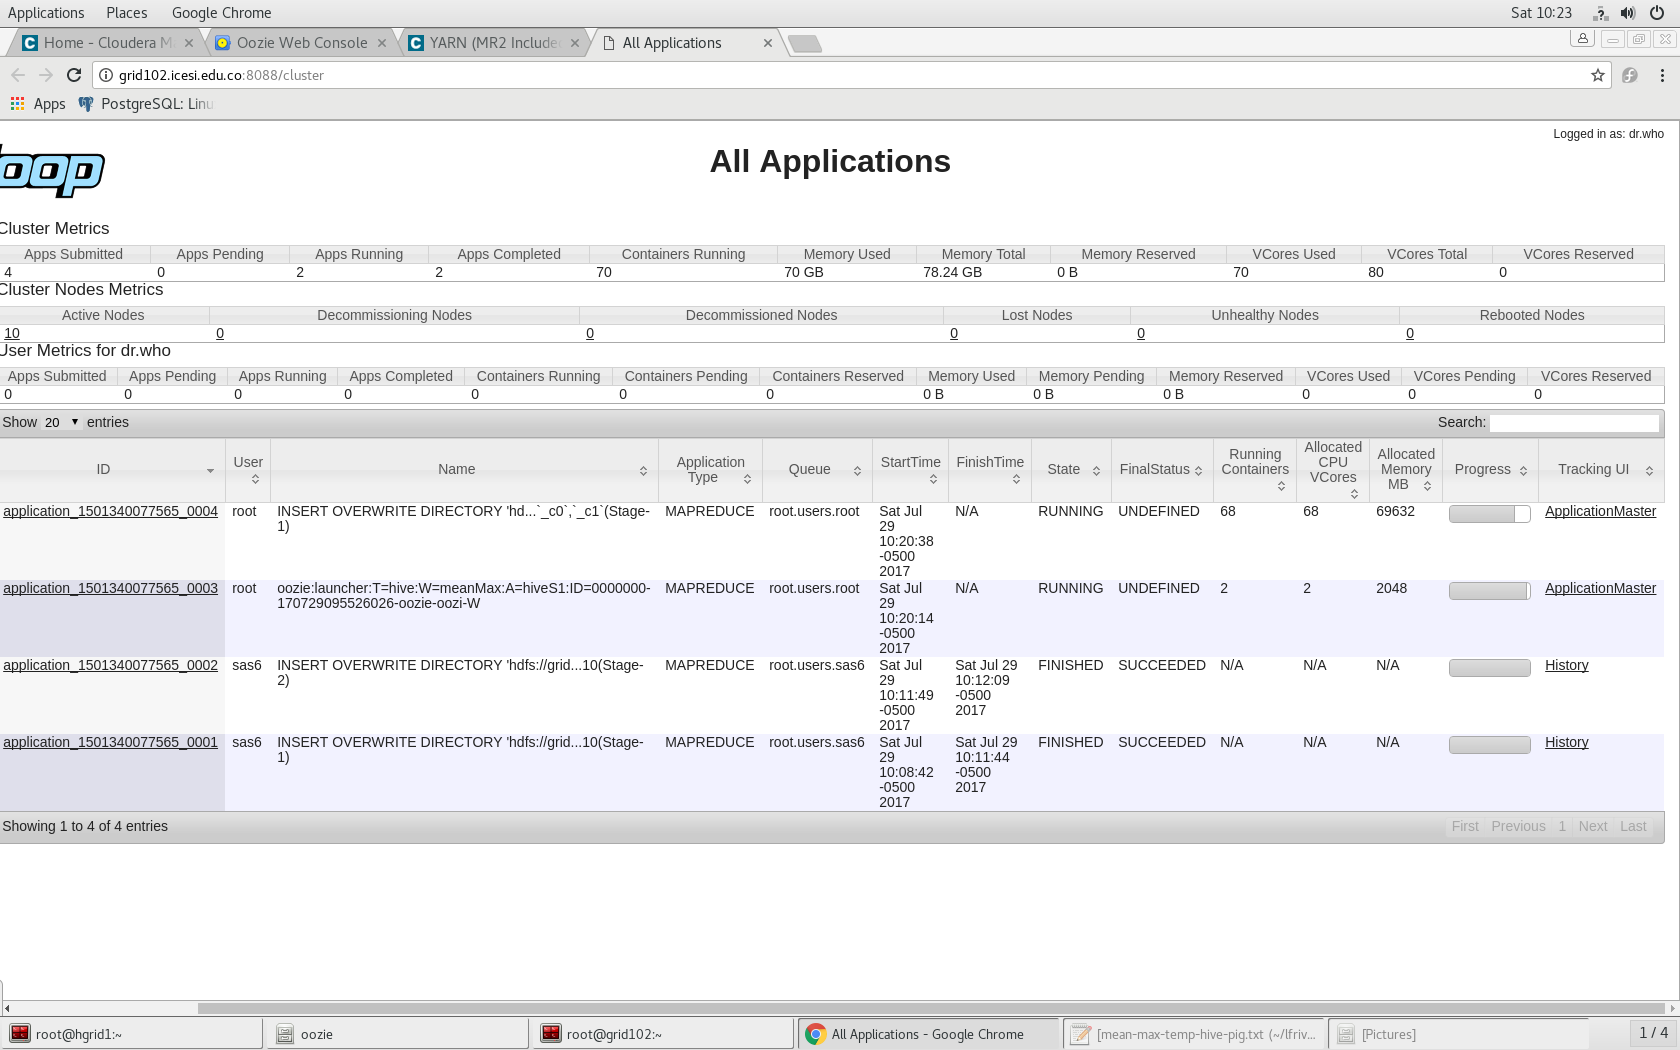 Applications Places Google Chrome Sat 10:23
Home - Cloudera M Oozie Web Console YARN (MR2 Include All Applications
grid102.icesi.edu.co:8088/cluster
Apps PostgreSQL: Linu
Logged in as: dr.who
oop All Applications
Cluster Metrics
Apps Submitted Apps Pending Apps Running Apps Completed Containers Running Memory Used Memory Total Memory Reserved VCores Used VCores Total VCores Reserved
4 0 2 2 70 70 GB 78.24 GB 0 B 70 80 0
Cluster Nodes Metrics
Active Nodes Decommissioning Nodes Decommissioned Nodes Lost Nodes Unhealthy Nodes Rebooted Nodes
10 0 0 0 0 0
User Metrics for dr.who
Apps Submitted Apps Pending Apps Running Apps Completed Containers Running Containers Pending Containers Reserved Memory Used Memory Pending Memory Reserved VCores Used VCores Pending VCores Reserved
0 0 0 0 0 0 0 0 B 0 B 0 B 0 0 0
Show 20 entries Search:
ID User Name Application Type Queue StartTime FinishTime State FinalStatus Running Containers Allocated CPU VCores Allocated Memory MB Progress Tracking UI
application_1501340077565_0004 root INSERT OVERWRITE DIRECTORY 'hd...`_c0`,`_c1`(Stage- MAPREDUCE root.users.root Sat Jul N/A RUNNING UNDEFINED 68 68 69632 ApplicationMaster
1) 29
10:20:38
-0500
2017
application_1501340077565_0003 root oozie:launcher:T=hive:W=meanMax:A=hiveS1:ID=0000000- MAPREDUCE root.users.root Sat Jul N/A RUNNING UNDEFINED 2 2 2048 ApplicationMaster
170729095526026-oozie-oozi-W 29
10:20:14
-0500
2017
application_1501340077565_0002 sas6 INSERT OVERWRITE DIRECTORY 'hdfs://grid...10(Stage- MAPREDUCE root.users.sas6 Sat Jul Sat Jul 29 FINISHED SUCCEEDED N/A N/A N/A History
2) 29 10:12:09
10:11:49 -0500
-0500 2017
2017
application_1501340077565_0001 sas6 INSERT OVERWRITE DIRECTORY 'hdfs://grid...10(Stage- MAPREDUCE root.users.sas6 Sat Jul Sat Jul 29 FINISHED SUCCEEDED N/A N/A N/A History
1) 29 10:11:44
10:08:42 -0500
-0500 2017
2017
Showing 1 to 4 of 4 entries First Previous 1 Next Last
root@hgrid1:~ oozie root@grid102:~ All Applications - Google Chrome [mean-max-temp-hive-pig.txt (~/lfriv... [Pictures] 1 / 4